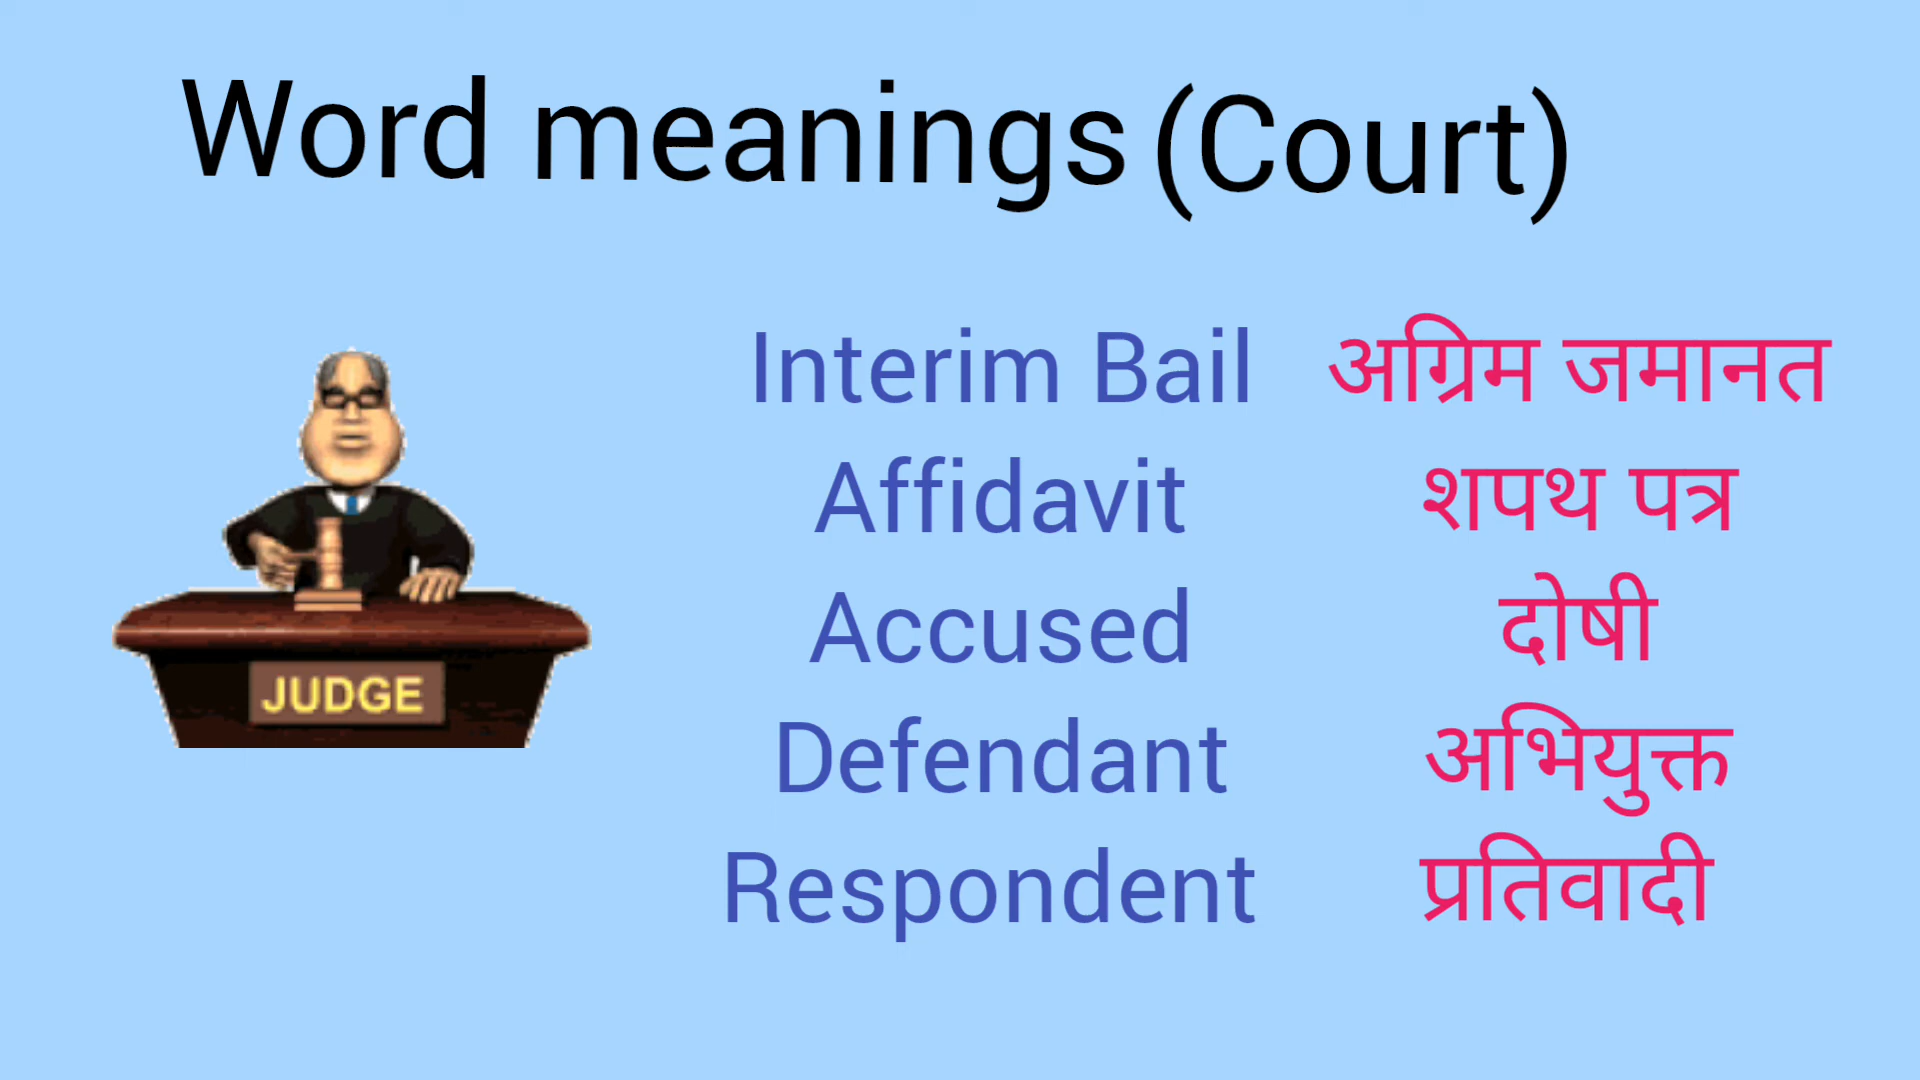 Word meanings (Court)
Interim Bail अग्रिम जमानत
Affidavit शपथ पत्र
Accused दोषी
Defendant अभियुक्त
Respondent प्रतिवादी
JUDGE